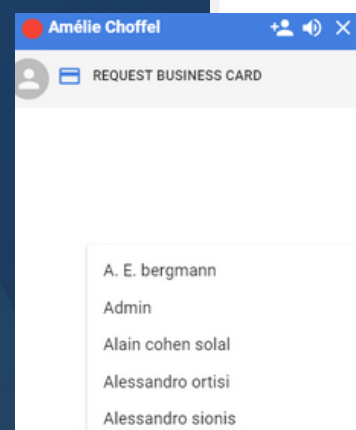 Amélie Choffel
REQUEST BUSINESS CARD
A. E. bergmann
Admin
Alain cohen solal
Alessandro ortisi
Alessandro sionis